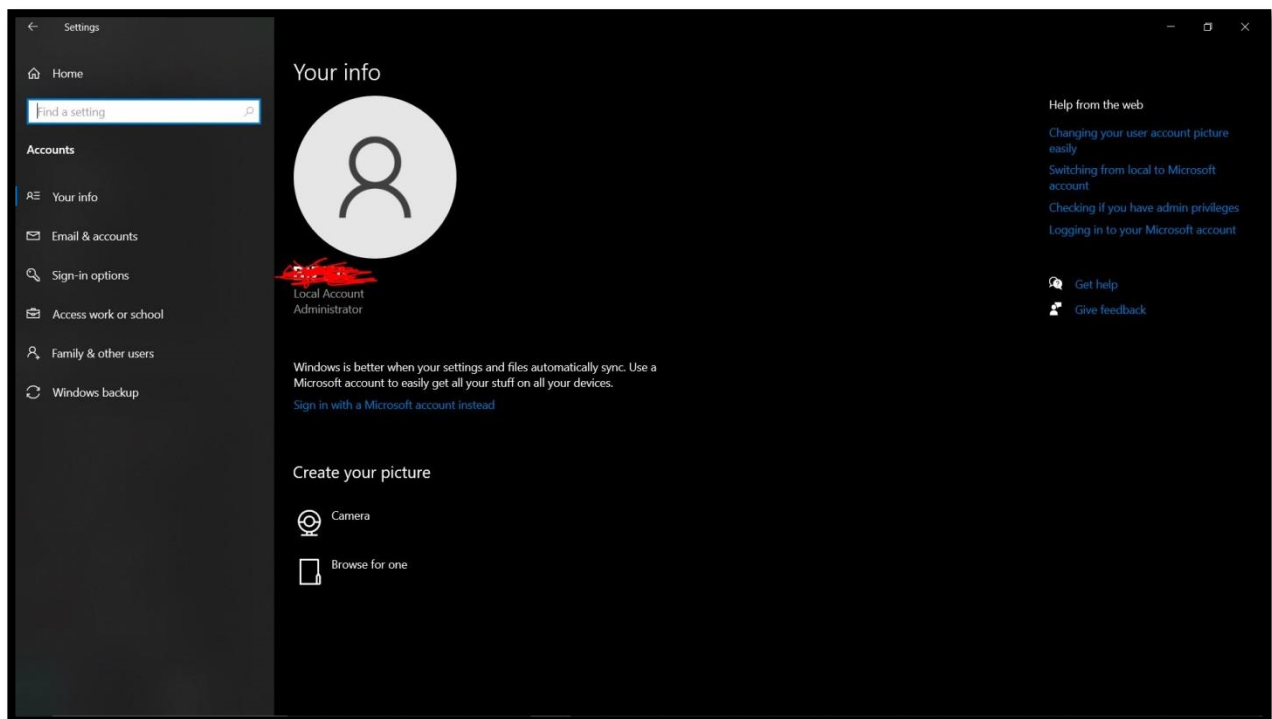 Settings
Home
Find a setting
Accounts
Your info
Email & accounts
Sign-in options
Access work or school
Family & other users
Windows backup
Your info
Local Account
Administrator
Windows is better when your settings and files automatically sync. Use a
Microsoft account to easily get all your stuff on all your devices.
Sign in with a Microsoft account instead
Create your picture
Camera
Browse for one
Help from the web
Changing your user account picture
easily
Switching from local to Microsoft
account
Checking if you have admin privileges
Logging in to your Microsoft account
Get help
Give feedback